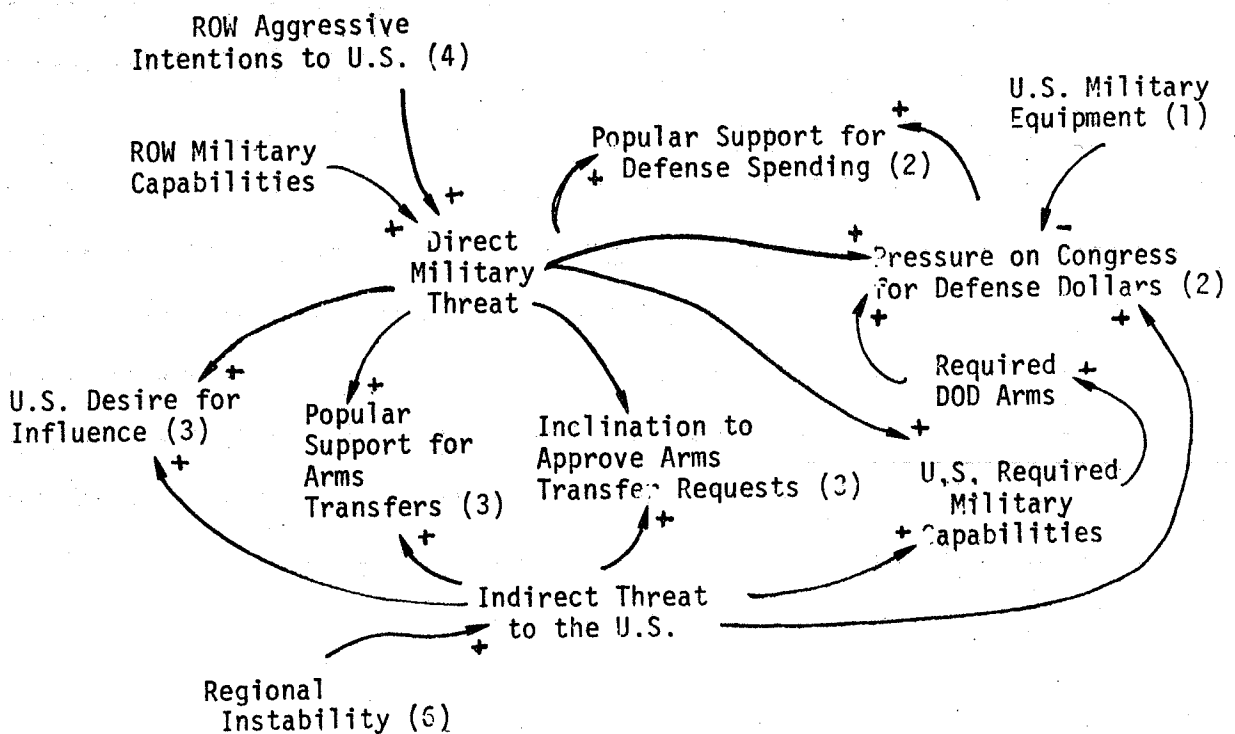 ROW Aggressive
Intentions to U.S. (4)
U.S. Military
Equipment (1)
ROW Military
Capabilities
+
Popular Support for
+ Defense Spending (2)
+
+
Direct
Military
Threat
+
-
Pressure on Congress
for Defense Dollars (2)
+
+
Required
DOD Arms
+
+
U.S. Desire for
Influence (3)
+
+
Popular
Support for
Arms
Transfers (3)
+
Inclination to
Approve Arms
Transfer Requests
+
+
U.S. Required
Military
Capabilities
+
Indirect Threat
to the U.S.
+
Regional
Instability